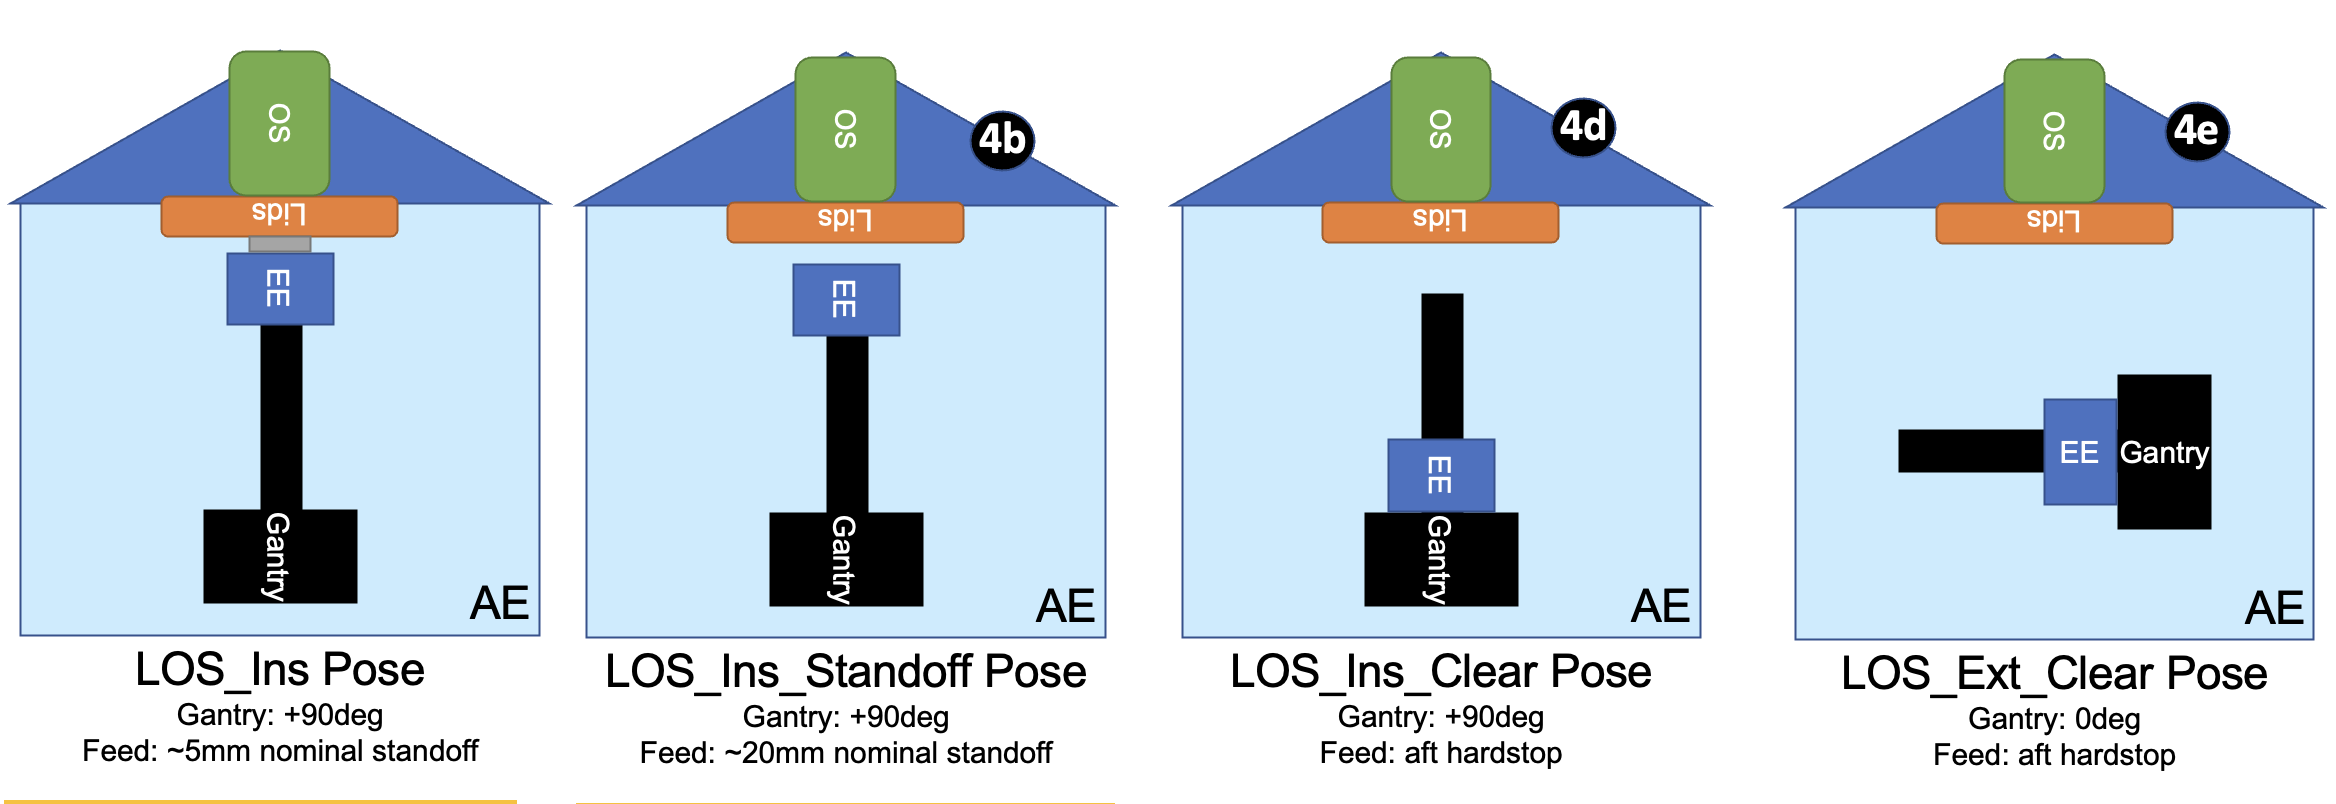 OS
Lids
EE
Gantry
AE
LOS_Ins Pose
Gantry: +90deg
Feed: ~5mm nominal standoff
OS
4b
Lids
EE
Gantry
AE
LOS_Ins_Standoff Pose
Gantry: +90deg
Feed: ~20mm nominal standoff
OS
4d
Lids
EE
Gantry
AE
LOS_Ins_Clear Pose
Gantry: +90deg
Feed: aft hardstop
OS
4e
Lids
EE
Gantry
AE
LOS_Ext_Clear Pose
Gantry: 0deg
Feed: aft hardstop